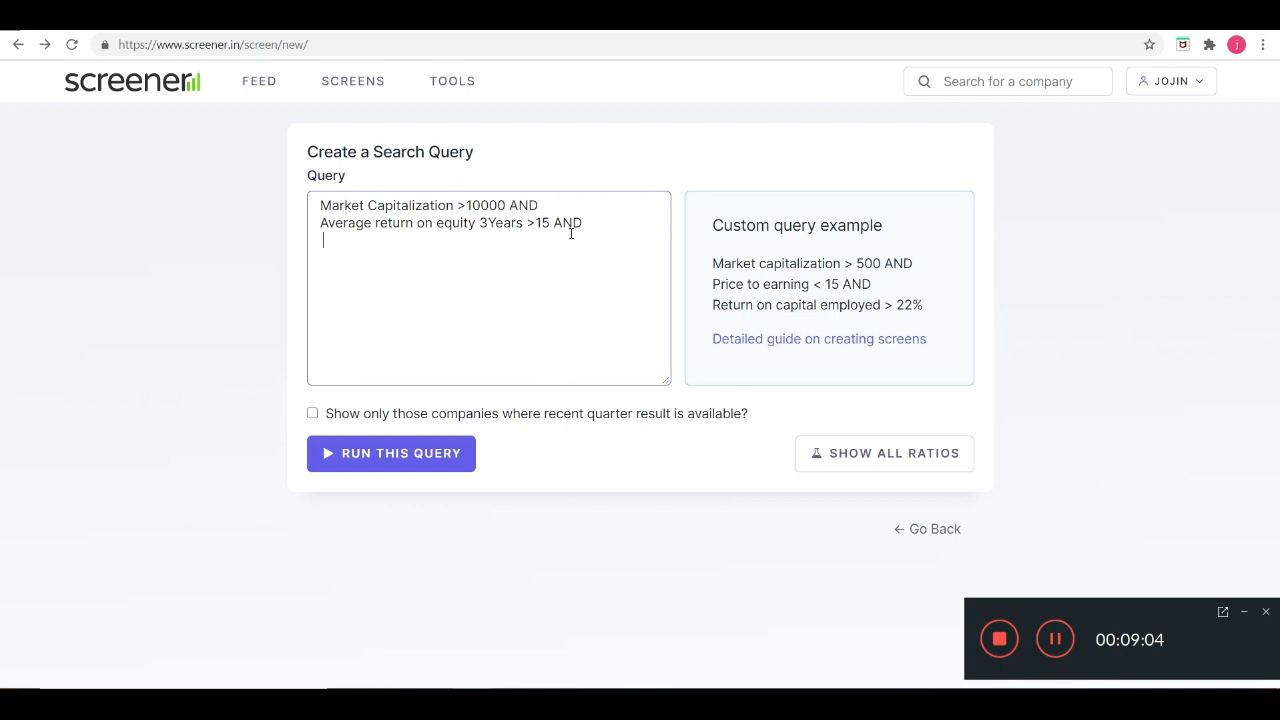 https://www.screener.in/screen/new/
j
screener
FEED
SCREENS
TOOLS
Search for a company
JOJIN
Create a Search Query
Query
Market Capitalization >10000 AND
Average return on equity 3Years >15 AND
Custom query example
Market capitalization > 500 AND
Price to earning < 15 AND
Return on capital employed > 22%
Detailed guide on creating screens
Show only those companies where recent quarter result is available?
RUN THIS QUERY
SHOW ALL RATIOS
← Go Back
00:09:04